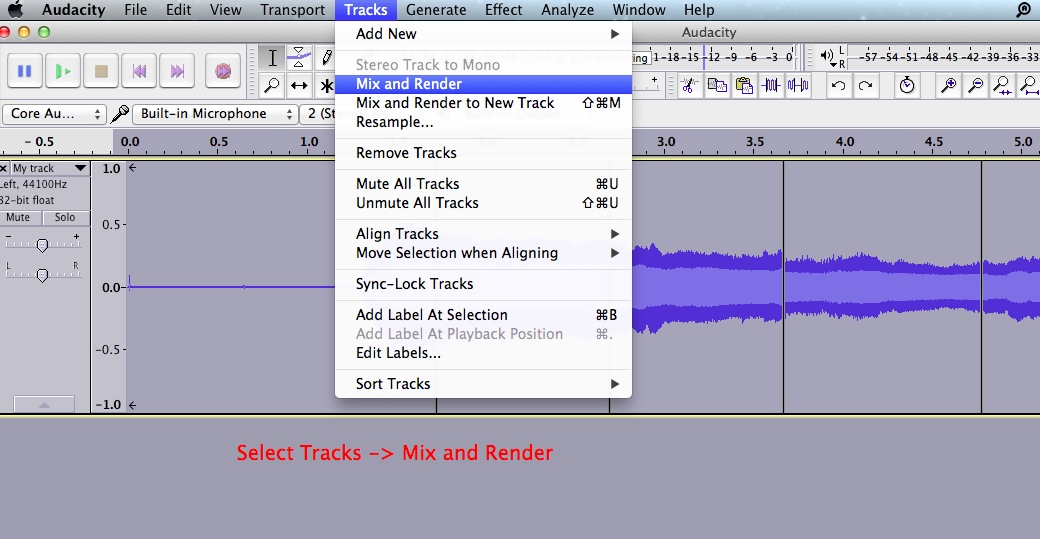 Audacity File Edit View Transport Tracks Generate Effect Analyze Window Help
Audacity
Add New
Stereo Track to Mono
Mix and Render
Mix and Render to New Track ⇧⌘M
Resample...
Remove Tracks
Mute All Tracks ⌘U
Unmute All Tracks ⇧⌘U
Align Tracks
Move Selection when Aligning
Sync-Lock Tracks
Add Label At Selection ⌘B
Add Label At Playback Position ⌘.
Edit Labels...
Sort Tracks
1 -18 -15 -12 -9 -6 -3 0
L
R
-57 -54 -51 -48 -45 -42 -39 -36 -33
Core Au... Built-in Microphone
-0.5 0.0 0.5 1.0 3.0 3.5 4.0 4.5 5.0
My track
Left, 44100Hz
32-bit float
Mute Solo
- +
L R
1.0
0.5
0.0
-0.5
-1.0
Select Tracks -> Mix and Render